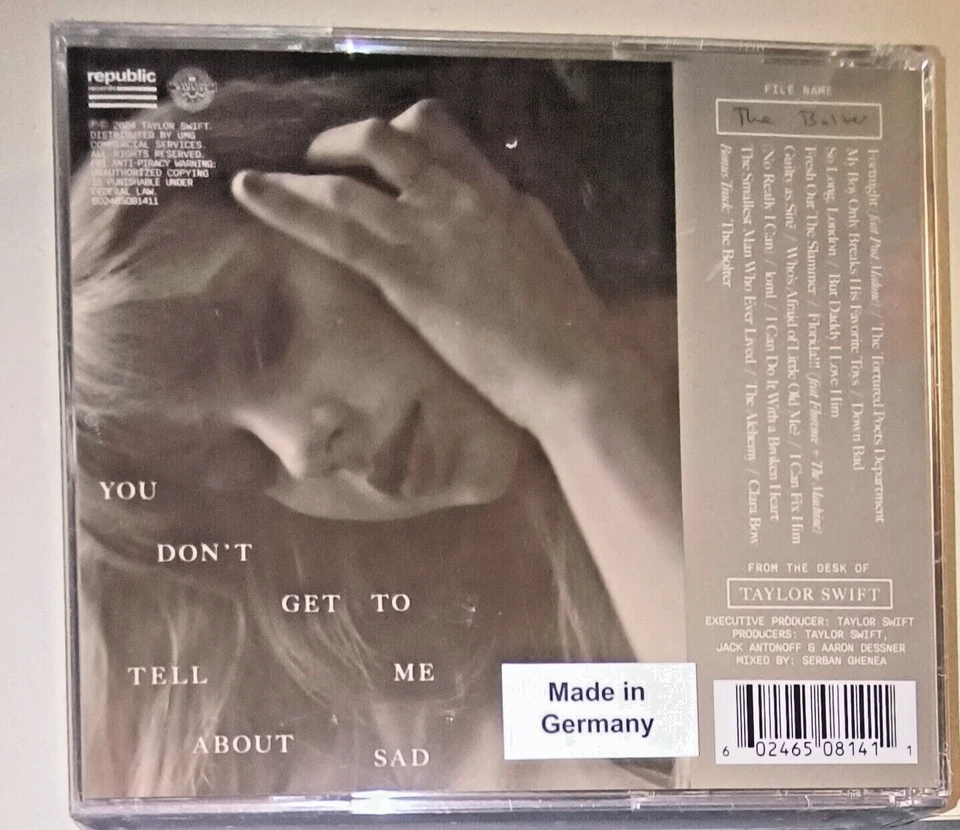 republic
records
℗© 2024 TAYLOR SWIFT.
DISTRIBUTED BY UMG
COMMERCIAL SERVICES.
ALL RIGHTS RESERVED.
FBI ANTI-PIRACY WARNING:
UNAUTHORIZED COPYING
IS PUNISHABLE UNDER
FEDERAL LAW.
602465081411
YOU
DON'T
GET TO
TELL ME
ABOUT SAD
Made in
Germany
FILE NAME
The Bolter
Fortnight (feat Post Malone) / The Tortured Poets Department
My Boy Only Breaks His Favorite Toys / Down Bad
So Long, London / But Daddy I Love Him
Fresh Out The Slammer / Florida!!! (feat Florence + The Machine)
Guilty as Sin? / Who's Afraid of Little Old Me? / I Can Fix Him
(No Really I Can) / loml / I Can Do It With a Broken Heart
The Smallest Man Who Ever Lived / The Alchemy / Clara Bow
Bonus Track: The Bolter
FROM THE DESK OF
TAYLOR SWIFT
EXECUTIVE PRODUCER: TAYLOR SWIFT
PRODUCERS: TAYLOR SWIFT,
JACK ANTONOFF & AARON DESSNER
MIXED BY: SERBAN GHENEA
6 02465 08141 1